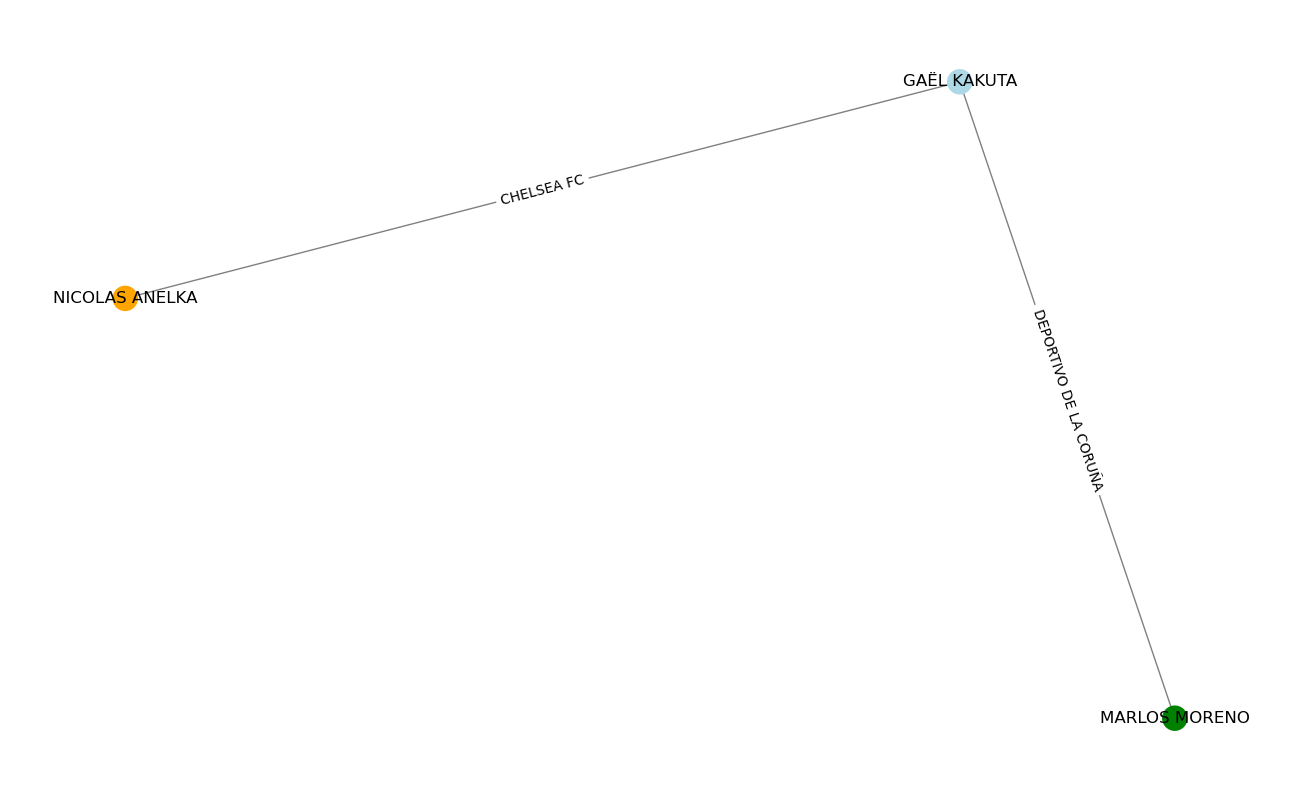 GAËL KAKUTA
CHELSEA FC
NICOLAS ANELKA
DEPORTIVO DE LA CORUÑA
MARLOS MORENO